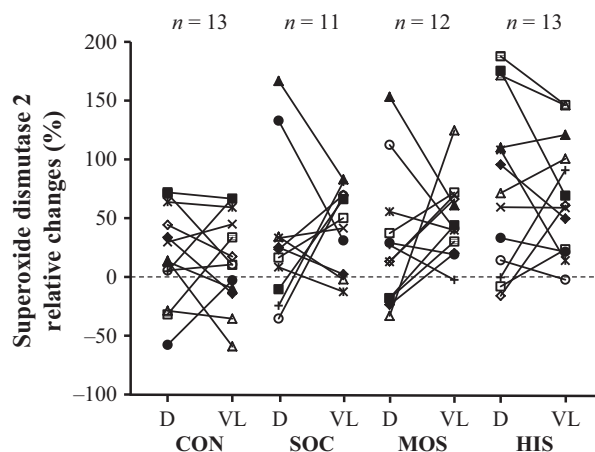 n = 13 n = 11 n = 12 n = 13
Superoxide dismutase 2
relative changes (%)
200
150
100
50
0
–50
–100
D VL D VL D VL D VL
CON SOC MOS HIS